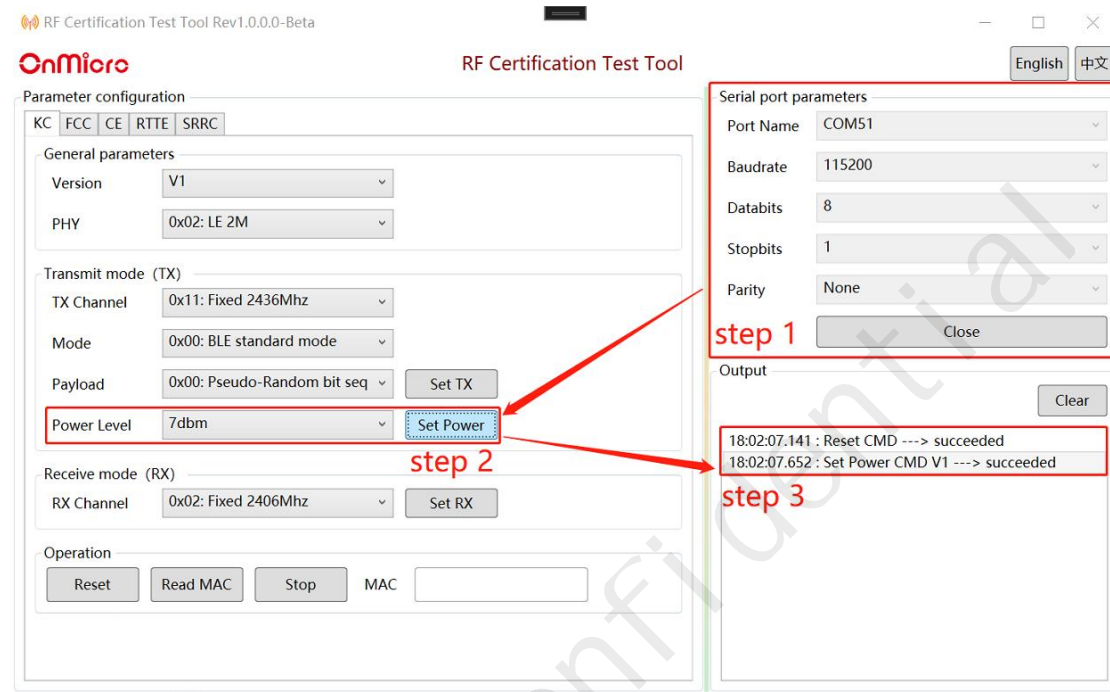 RF Certification Test Tool Rev1.0.0.0-Beta
OnMicro
RF Certification Test Tool
English
中文
Parameter configuration
KC FCC CE RTTE SRRC
General parameters
Version V1
PHY 0x02: LE 2M
Transmit mode (TX)
TX Channel 0x11: Fixed 2436Mhz
Mode 0x00: BLE standard mode
Payload 0x00: Pseudo-Random bit seq Set TX
Power Level 7dbm Set Power
step 2
Receive mode (RX)
RX Channel 0x02: Fixed 2406Mhz Set RX
Operation
Reset Read MAC Stop MAC
Serial port parameters
Port Name COM51
Baudrate 115200
Databits 8
Stopbits 1
Parity None
step 1 Close
Output
Clear
18:02:07.141 : Reset CMD ---> succeeded
18:02:07.652 : Set Power CMD V1 ---> succeeded
step 3
nfidential